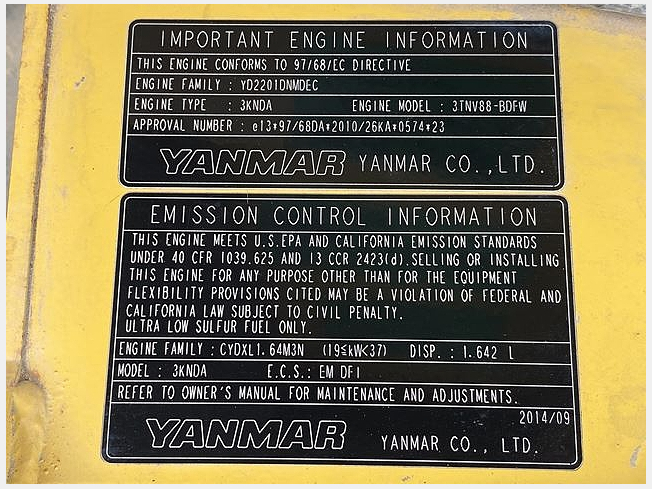 IMPORTANT ENGINE INFORMATION
THIS ENGINE CONFORMS TO 97/68/EC DIRECTIVE
ENGINE FAMILY : YD2201DNMDEC
ENGINE TYPE : 3KNDA ENGINE MODEL : 3TNV88-BDFW
APPROVAL NUMBER : e13*97/68DA*2010/26KA*0574*23
YANMAR YANMAR CO.,LTD.
EMISSION CONTROL INFORMATION
THIS ENGINE MEETS U.S.EPA AND CALIFORNIA EMISSION STANDARDS
UNDER 40 CFR 1039.625 AND 13 CCR 2423(d).SELLING OR INSTALLING
THIS ENGINE FOR ANY PURPOSE OTHER THAN FOR THE EQUIPMENT
FLEXIBILITY PROVISIONS CITED MAY BE A VIOLATION OF FEDERAL AND
CALIFORNIA LAW SUBJECT TO CIVIL PENALTY.
ULTRA LOW SULFUR FUEL ONLY.
ENGINE FAMILY : CYDXL1.64M3N (19≤kW<37) DISP. : 1.642 L
MODEL : 3KNDA E.C.S.: EM DFI
REFER TO OWNER'S MANUAL FOR MAINTENANCE AND ADJUSTMENTS.
2014/09
YANMAR YANMAR CO., LTD.